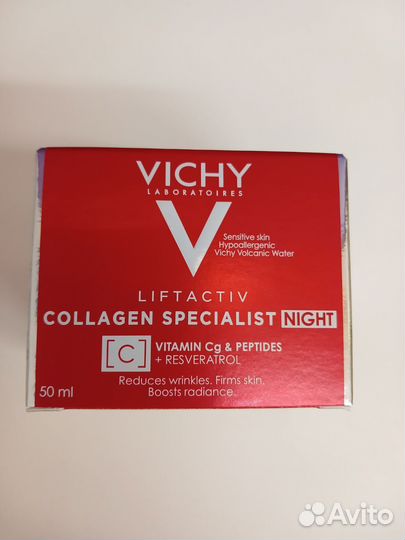 VICHY
LABORATOIRES
V
Sensitive skin
Hypoallergenic
Vichy Volcanic Water
LIFTACTIV
COLLAGEN SPECIALIST NIGHT
[C] VITAMIN Cg & PEPTIDES
+ RESVERATROL
Reduces wrinkles. Firms skin.
Boosts radiance.
50 ml
Avito